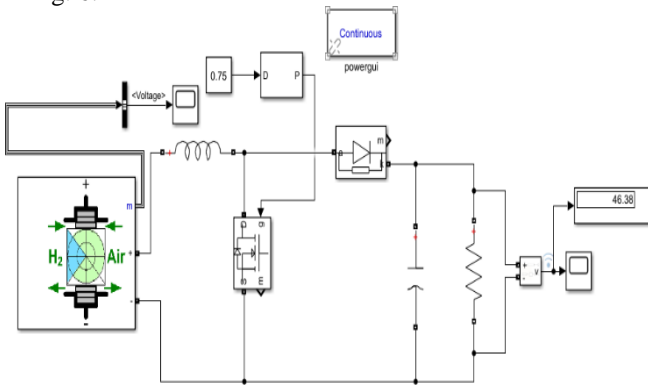 Continuous
powergui
0.75
D
P
<Voltage>
m
+
m
H2
Air
+
-
-
+
-
v
46.38